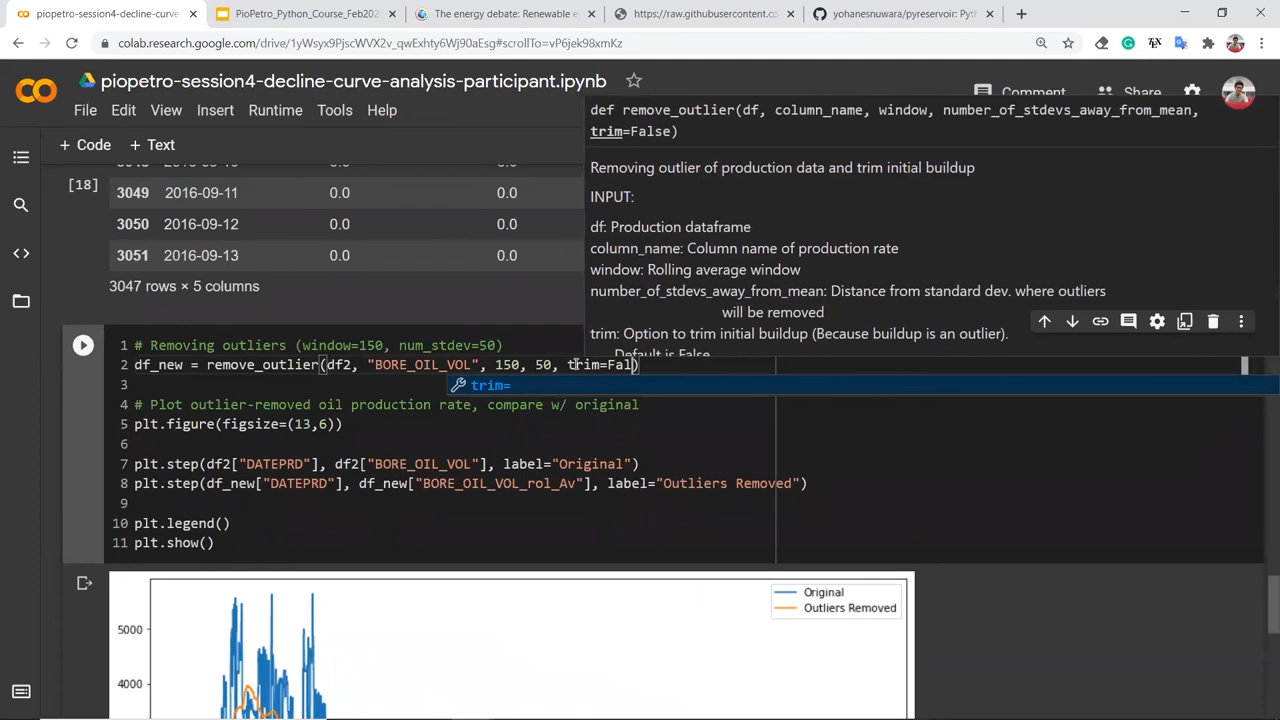 piopetro-session4-decline-curve
PioPetro_Python_Course_Feb202
The energy debate: Renewable e
https://raw.githubusercontent.co
yohanesnuwara/pyreservoir: Pyth
colab.research.google.com/drive/1yWsyx9PjscWVX2v_qwExhty6Wj90aEsg#scrollTo=vP6jek98xmKz
piopetro-session4-decline-curve-analysis-participant.ipynb
Comment
Share
File Edit View Insert Runtime Tools Help
+ Code + Text
def remove_outlier(df, column_name, window, number_of_stdevs_away_from_mean,
trim=False)
Removing outlier of production data and trim initial buildup
INPUT:
df: Production dataframe
column_name: Column name of production rate
window: Rolling average window
number_of_stdevs_away_from_mean: Distance from standard dev. where outliers
will be removed
trim: Option to trim initial buildup (Because buildup is an outlier).
Default is False
[18]
3049 2016-09-11 0.0 0.0
3050 2016-09-12 0.0 0.0
3051 2016-09-13 0.0 0.0
3047 rows × 5 columns
1 # Removing outliers (window=150, num_stdev=50)
2 df_new = remove_outlier(df2, "BORE_OIL_VOL", 150, 50, trim=Fal)
trim=
3
4 # Plot outlier-removed oil production rate, compare w/ original
5 plt.figure(figsize=(13,6))
6
7 plt.step(df2["DATEPRD"], df2["BORE_OIL_VOL"], label="Original")
8 plt.step(df_new["DATEPRD"], df_new["BORE_OIL_VOL_rol_Av"], label="Outliers Removed")
9
10 plt.legend()
11 plt.show()
Original
Outliers Removed
5000
4000